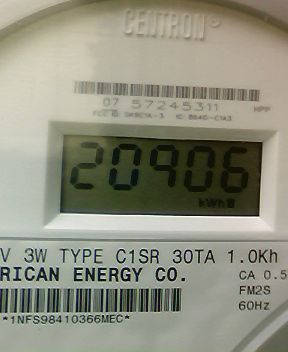 CENTRON®
07 57245311 HPP
20906
kWh
V 3W TYPE C1SR 30TA 1.0Kh
RICAN ENERGY CO. CA 0.5
FM2S
*1NFS98410366MEC* 60Hz